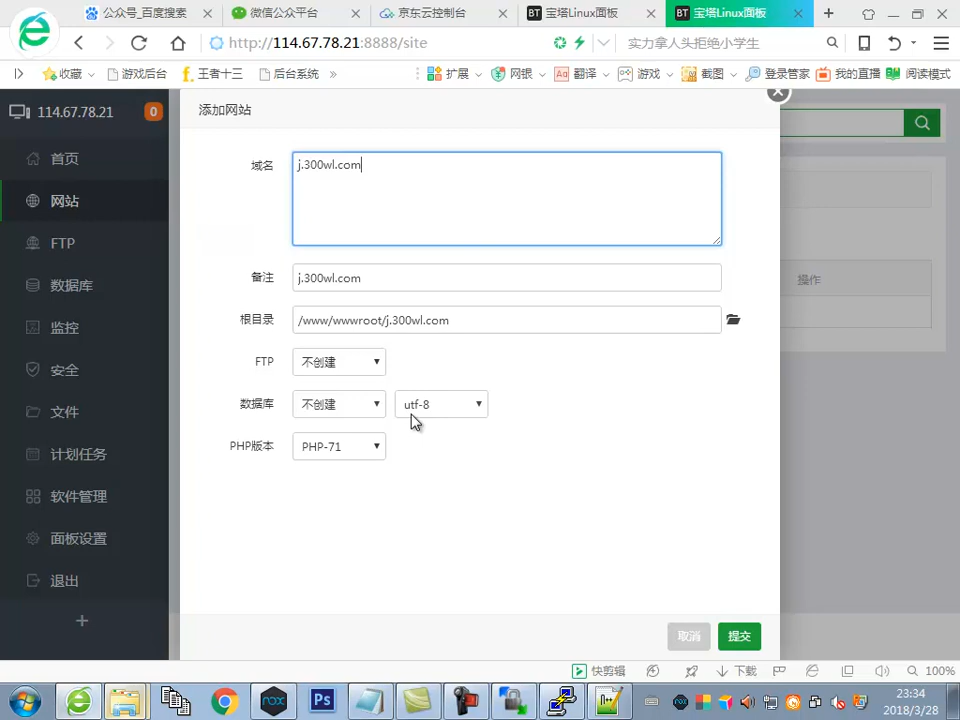 公众号_百度搜索
微信公众平台
京东云控制台
BT 宝塔Linux面板
BT 宝塔Linux面板
http://114.67.78.21:8888/site
实力拿人头拒绝小学生
收藏
游戏后台
王者十三
后台系统
»
扩展
网银
Aa 翻译
游戏
截图
登录管家
我的直播
阅读模式
114.67.78.21
0
首页
网站
FTP
数据库
监控
安全
文件
计划任务
软件管理
面板设置
退出
添加网站
域名
j.300wl.com
备注
j.300wl.com
根目录
/www/wwwroot/j.300wl.com
FTP
不创建
数据库
不创建
utf-8
PHP版本
PHP-71
操作
取消
提交
快剪辑
下载
100%
nox
Ps
23:34
2018/3/28